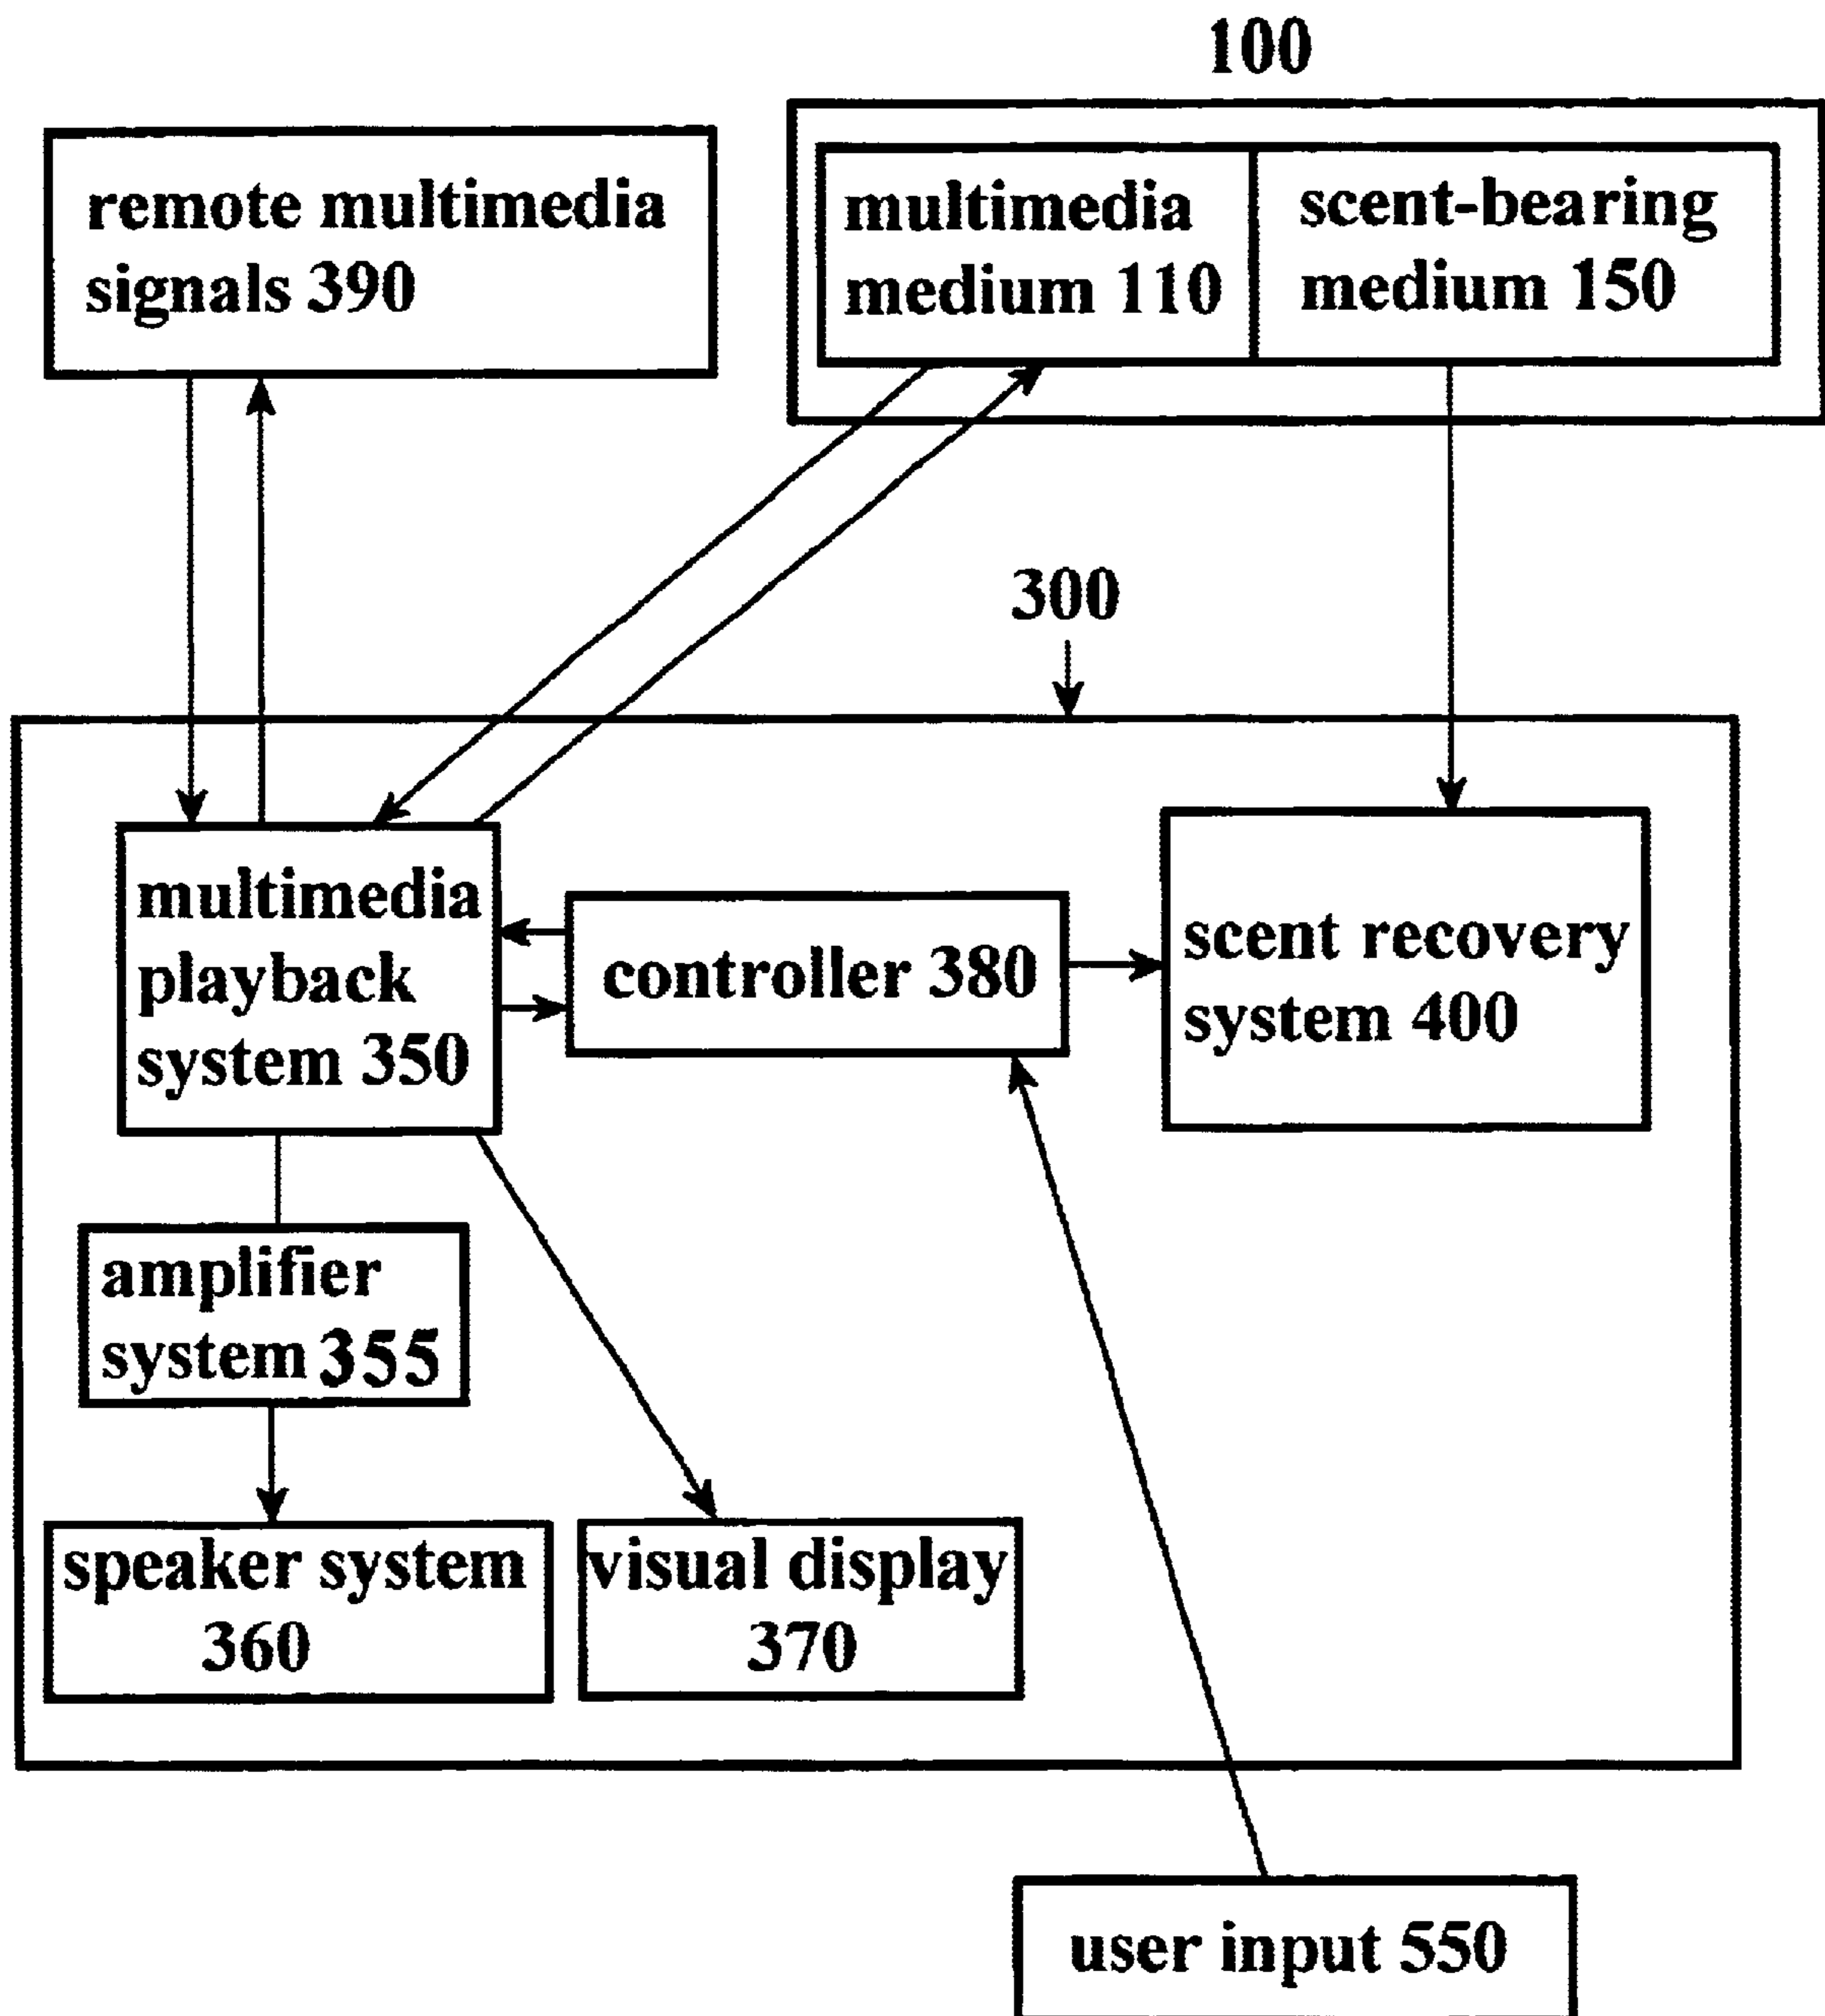 100
remote multimedia
signals 390
multimedia
medium 110
scent-bearing
medium 150
300
multimedia
playback
system 350
controller 380
scent recovery
system 400
amplifier
system 355
speaker system
360
visual display
370
user input 550